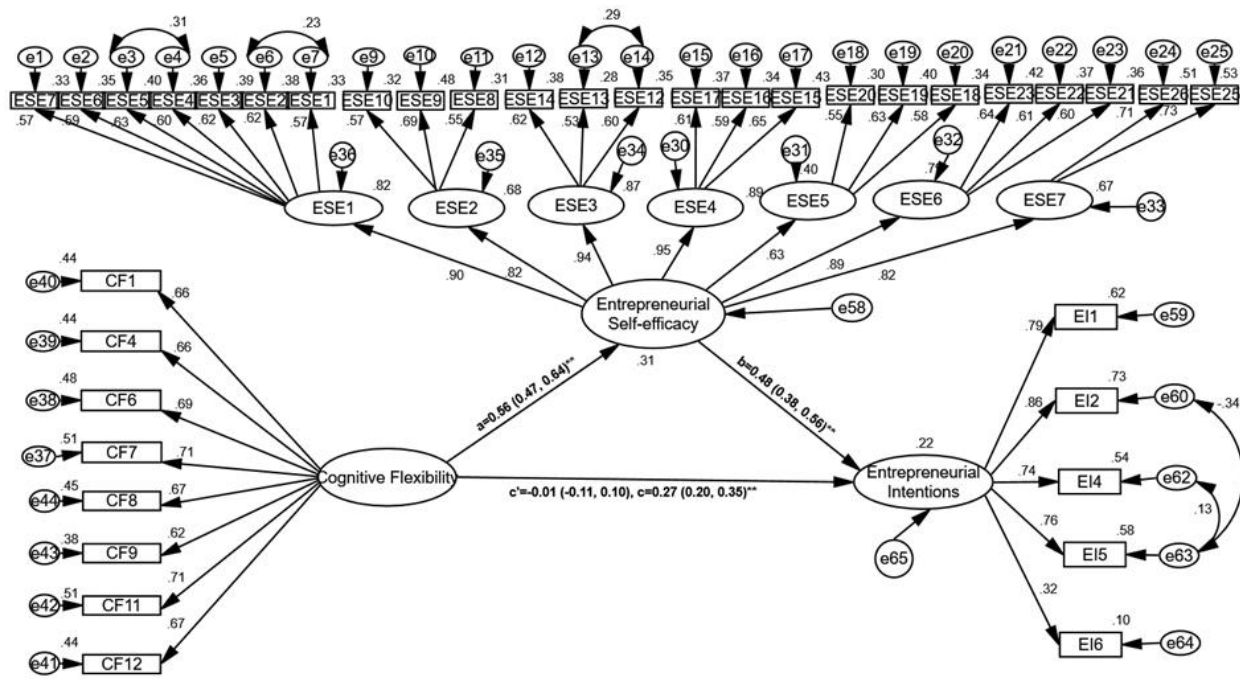 .31 .23 .29
e1 e2 e3 e4 e5 e6 e7 e9 e10 e11 e12 e13 e14 e15 e16 e17 e18 e19 e20 e21 e22 e23 e24 e25
.33 .35 .40 .36 .39 .38 .33 .32 .48 .31 .38 .28 .35 .37 .34 .43 .30 .40 .34 .42 .37 .36 .51 .53
ESE7 ESE6 ESE5 ESE4 ESE3 ESE2 ESE1 ESE10 ESE9 ESE8 ESE14 ESE13 ESE12 ESE17 ESE16 ESE15 ESE20 ESE19 ESE18 ESE23 ESE22 ESE21 ESE26 ESE25
.57 .69 .63 .60 .62 .62 .57 .57 .69 .55 .62 .53 .60 .61 .59 .65 .55 .63 .58 .64 .61 .60 .71 .73
e36 e35 e34 e30 e31 e32
.82 .68 .87 .89 .40 .67
ESE1 ESE2 ESE3 ESE4 ESE5 ESE6 ESE7 e33
.90 .82 .94 .95 .63 .89 .82
Entrepreneurial
Self-efficacy
e58
.31
a=0.56 (0.47, 0.64)**
b=0.48 (0.38, 0.56)**
.44
e40 CF1 .66
.44
e39 CF4 .66
.48
e38 CF6 .69
.51
e37 CF7 .71
.45
e44 CF8 .67
.38
e43 CF9 .62
.51
e42 CF11 .71
.44
e41 CF12 .67
Cognitive Flexibility
c'=-0.01 (-0.11, 0.10), c=0.27 (0.20, 0.35)**
.22
Entrepreneurial
Intentions
e65
.62
.79 EI1 e59
.73
.86 EI2 e60
-.34
.54
.74 EI4 e62
.13
.58
.76 EI5 e63
.10
.32 EI6 e64